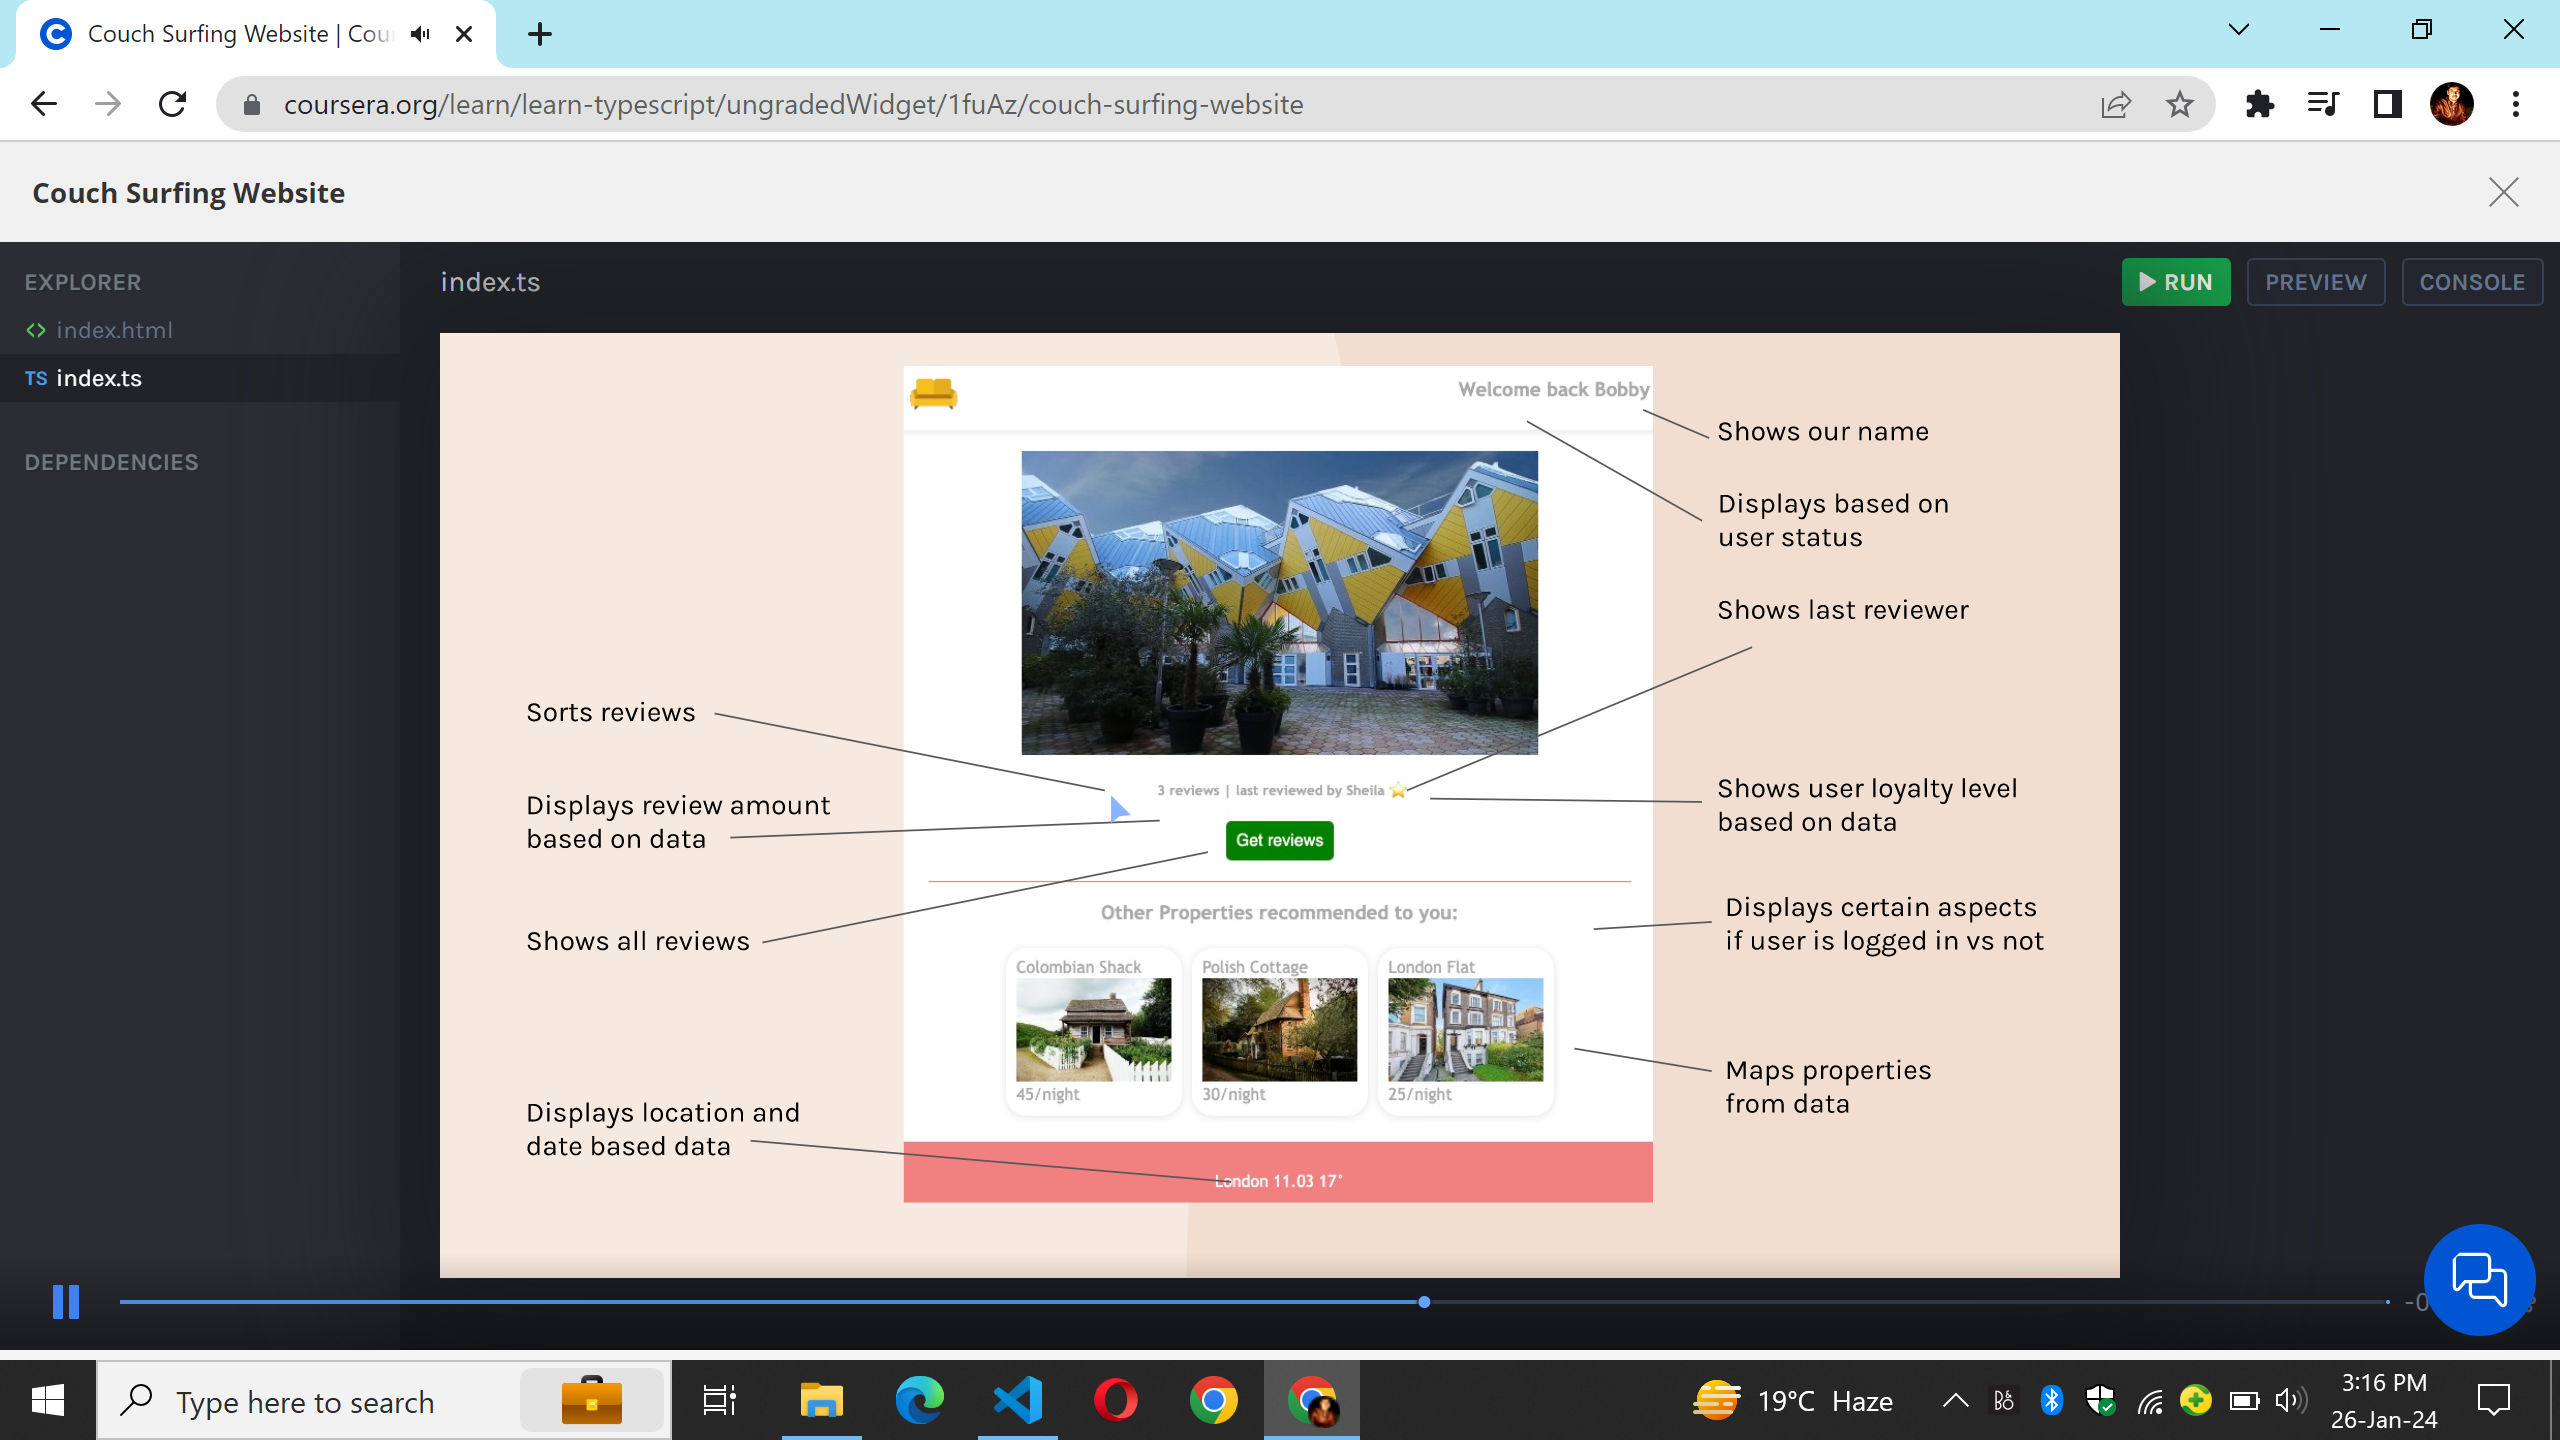 Couch Surfing Website | Cou
coursera.org/learn/learn-typescript/ungradedWidget/1fuAz/couch-surfing-website
Couch Surfing Website
EXPLORER
index.html
TS index.ts
DEPENDENCIES
index.ts
RUN
PREVIEW
CONSOLE
Welcome back Bobby
Shows our name
Displays based on
user status
Shows last reviewer
Sorts reviews
3 reviews | last reviewed by Sheila
Displays review amount
based on data
Shows user loyalty level
based on data
Get reviews
Shows all reviews
Other Properties recommended to you:
Displays certain aspects
if user is logged in vs not
Colombian Shack
Polish Cottage
London Flat
45/night
30/night
25/night
Maps properties
from data
Displays location and
date based data
London 11.03 17°
Type here to search
19°C Haze
3:16 PM
26-Jan-24